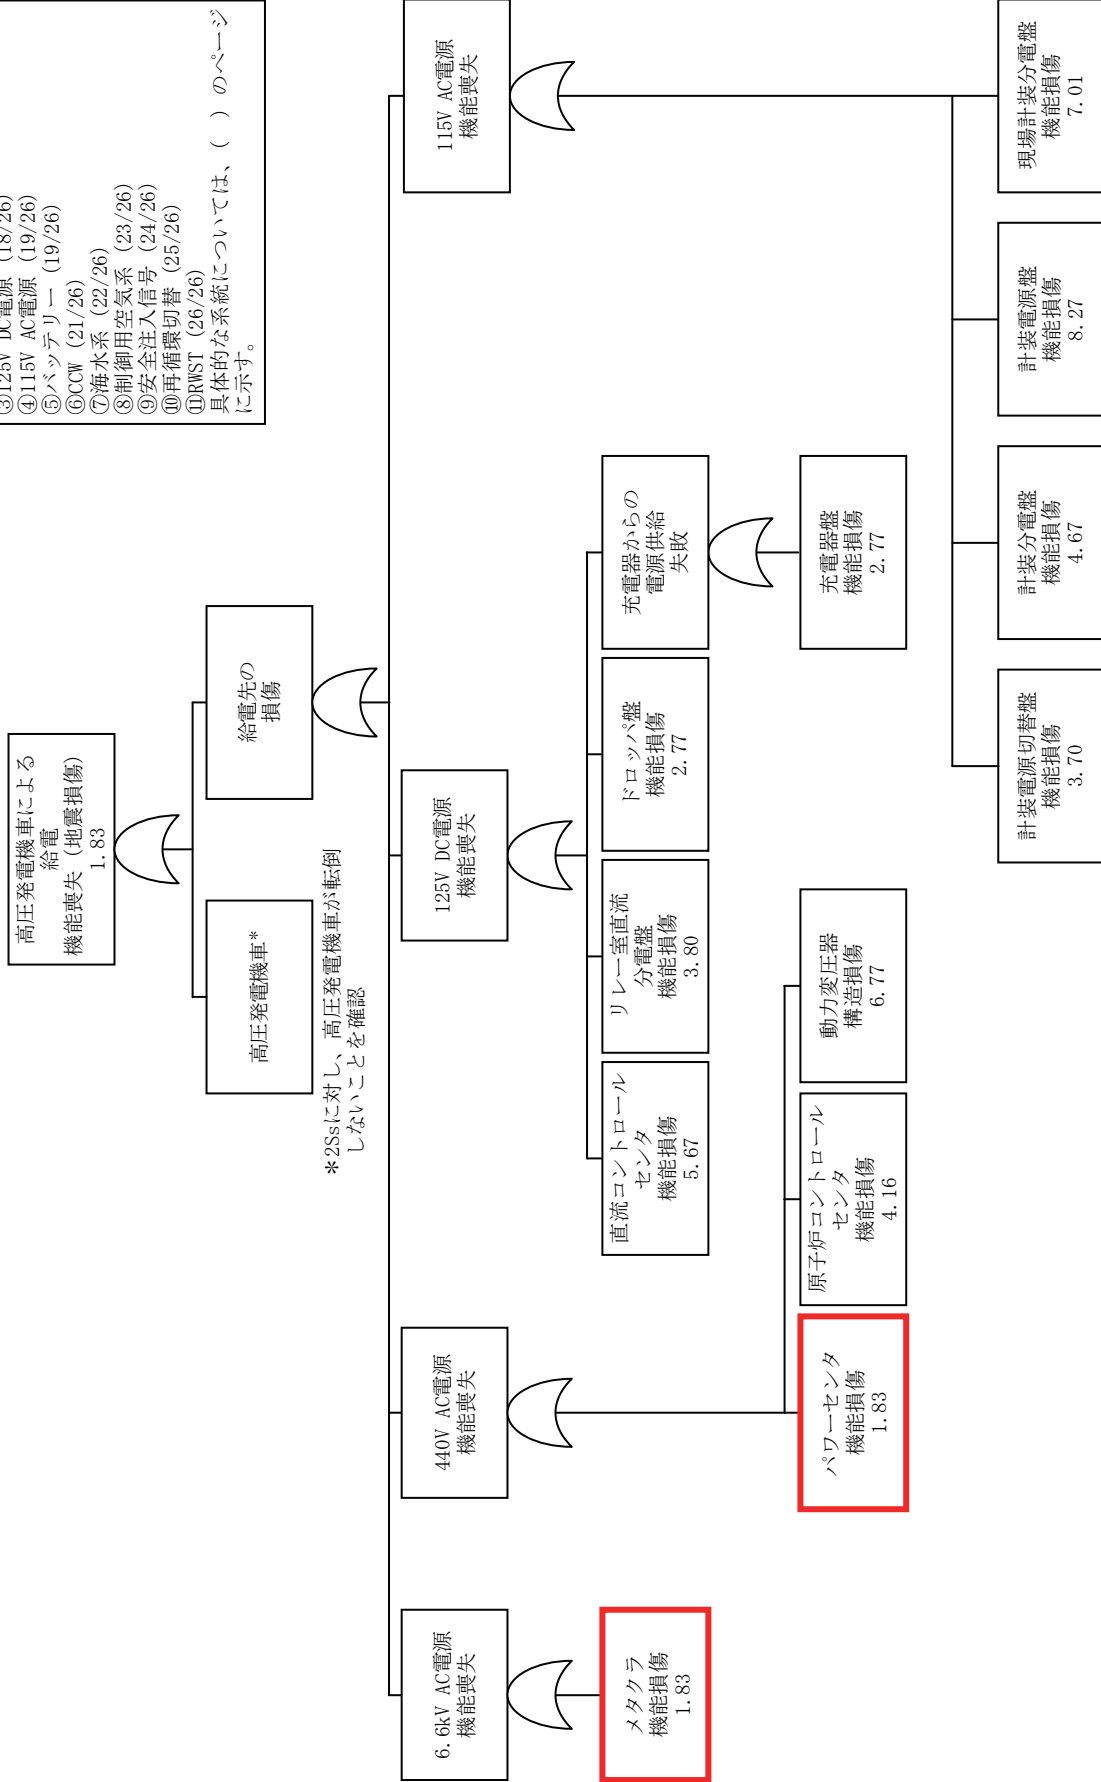 ③125V DC電源 (18/26)
④115V AC電源 (19/26)
⑤バッテリー (19/26)
⑥CCW (21/26)
⑦海水系 (22/26)
⑧制御用空気系 (23/26)
⑨安全注入信号 (24/26)
⑩再循環切替 (25/26)
⑪RWST (26/26)
具体的な系統については、( ) のページ
に示す。
高圧発電機車による
給電
機能喪失 (地震損傷)
1.83
高圧発電機車*
給電先の
損傷
*2Ssに対し、高圧発電機車が転倒
しないことを確認
6.6kV AC電源
機能喪失
440V AC電源
機能喪失
125V DC電源
機能喪失
115V AC電源
機能喪失
メタクラ
機能損傷
1.83
直流コントロール
センタ
機能損傷
5.67
リレー室直流
分電盤
機能損傷
3.80
ドロッパ盤
機能損傷
2.77
充電器からの
電源供給
失敗
パワーセンタ
機能損傷
1.83
原子炉コントロール
センタ
機能損傷
4.16
動力変圧器
構造損傷
6.77
充電器盤
機能損傷
2.77
計装電源切替盤
機能損傷
3.70
計装分電盤
機能損傷
4.67
計装電源盤
機能損傷
8.27
現場計装分電盤
機能損傷
7.01